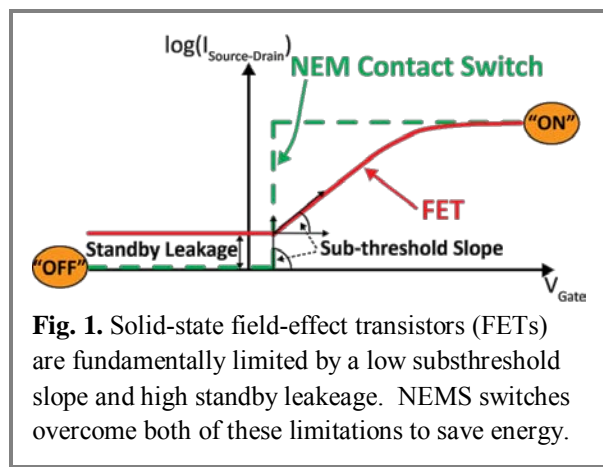 log(I Source-Drain)
NEM Contact Switch
"ON"
FET
Standby Leakage
Sub-threshold Slope
"OFF"
V Gate
Fig. 1. Solid-state field-effect transistors (FETs)
are fundamentally limited by a low substhreshold
slope and high standby leakeage. NEMS switches
overcome both of these limitations to save energy.